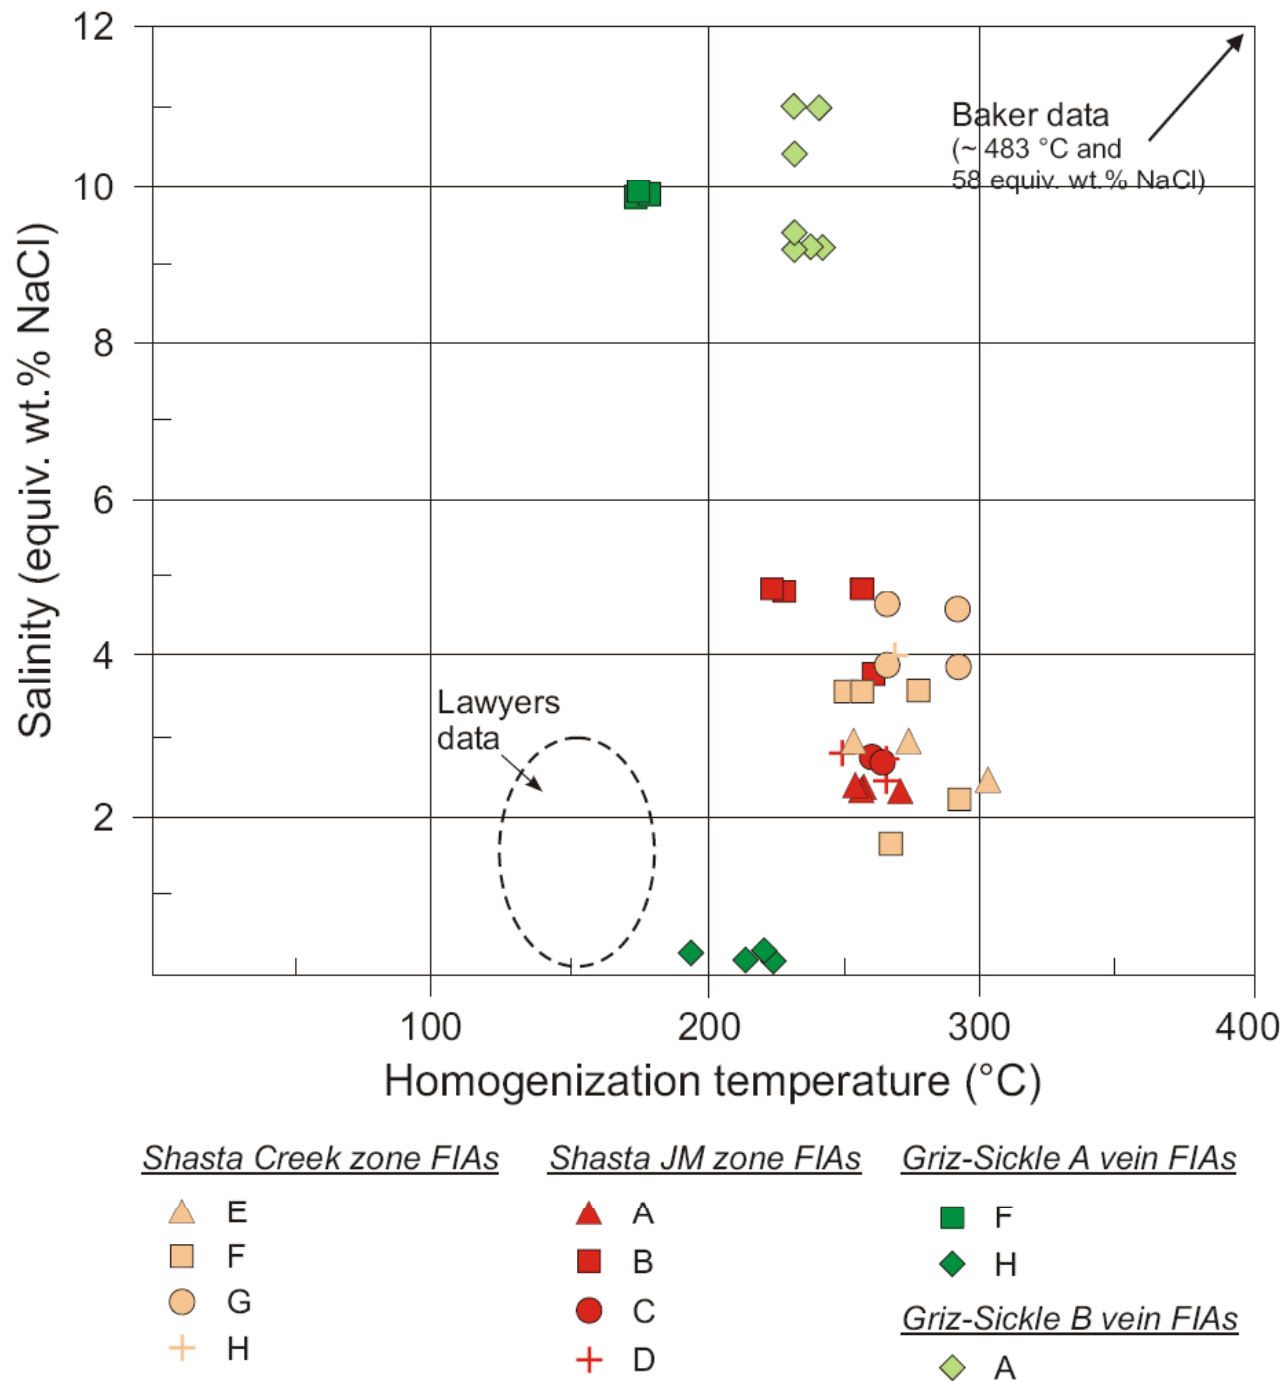 12
10
8
6
4
2
Salinity (equiv. wt.% NaCl)
Baker data
(~ 483 °C and
58 equiv. wt.% NaCl)
Lawyers
data
100
200
300
400
Homogenization temperature (°C)
Shasta Creek zone FIAs
E
F
G
H
Shasta JM zone FIAs
A
B
C
D
Griz-Sickle A vein FIAs
F
H
Griz-Sickle B vein FIAs
A